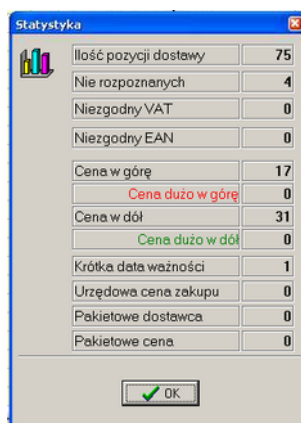 Statystyka
Ilość pozycji dostawy 75
Nie rozpoznanych 4
Niezgodny VAT 0
Niezgodny EAN 0
Cena w górę 17
Cena dużo w górę 0
Cena w dół 31
Cena dużo w dół 0
Krótka data ważności 1
Urzędowa cena zakupu 0
Pakietowe dostawca 0
Pakietowe cena 0
OK